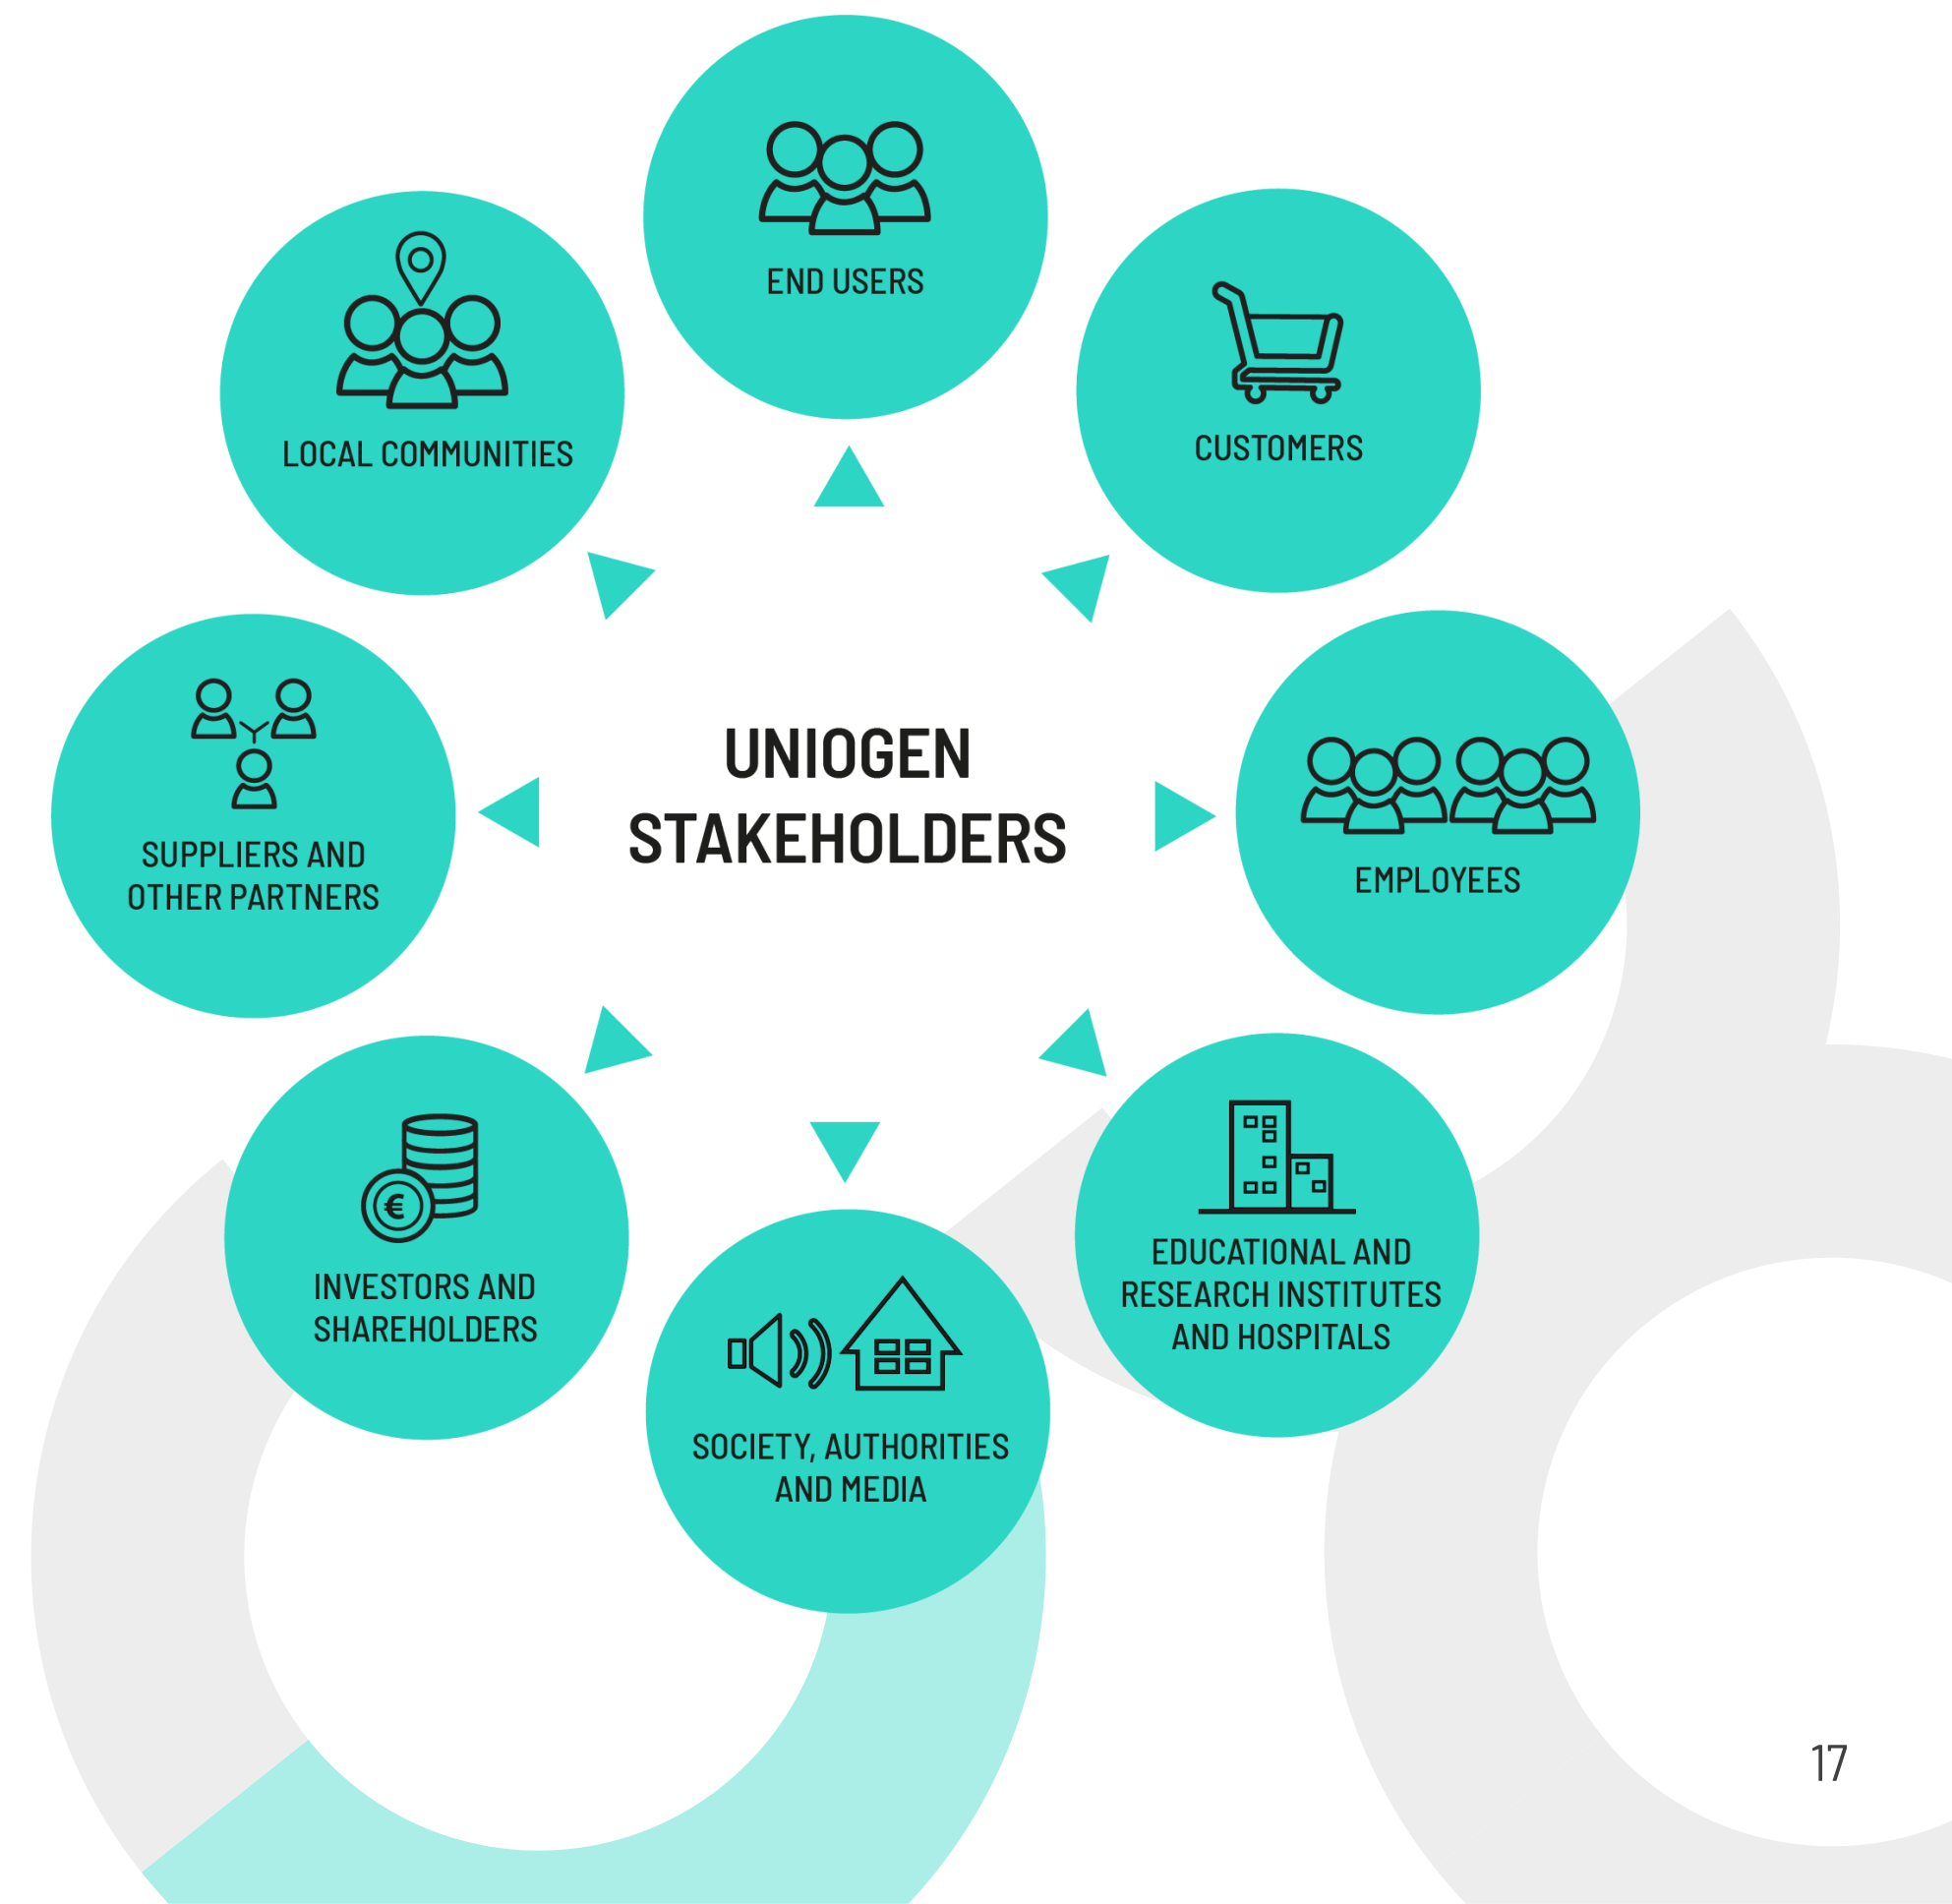 END USERS
LOCAL COMMUNITIES
CUSTOMERS
UNIOGEN
STAKEHOLDERS
SUPPLIERS AND
OTHER PARTNERS
EMPLOYEES
€
INVESTORS AND
SHAREHOLDERS
EDUCATIONAL AND
RESEARCH INSTITUTES
AND HOSPITALS
SOCIETY, AUTHORITIES
AND MEDIA
17